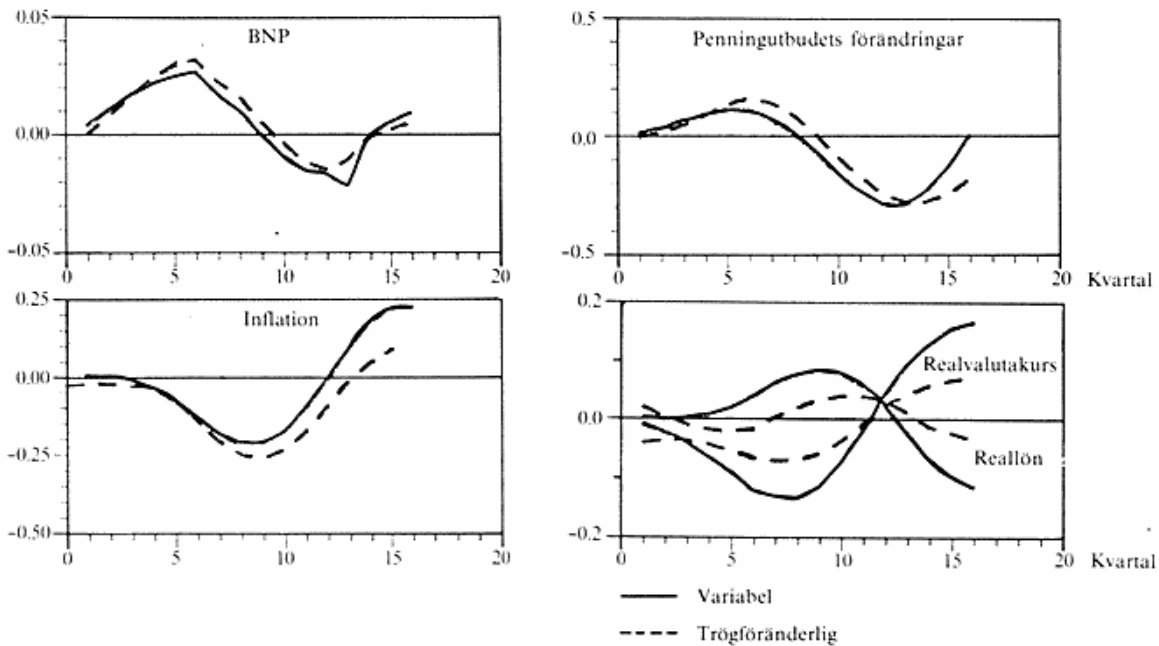 BNP
0.05
0.00
-0.05
0 5 10 15 20
Penningutbudets förändringar
0.5
0.0
-0.5
0 5 10 15 20 Kvartal
Inflation
0.25
0.00
-0.25
-0.50
0 5 10 15 20
0.2
Realvalutakurs
0.0
Reallön
-0.2
0 5 10 15 20 Kvartal
Variabel
Trögföränderlig